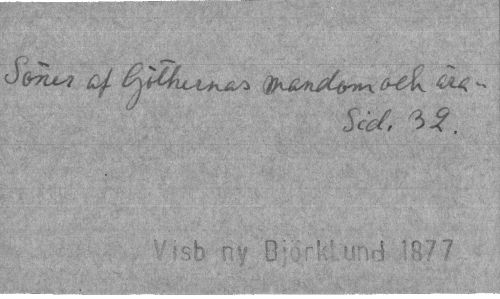 Söner af Göthernas mandom och ära-
Sid. 32.
Visb ny Björklund 1877